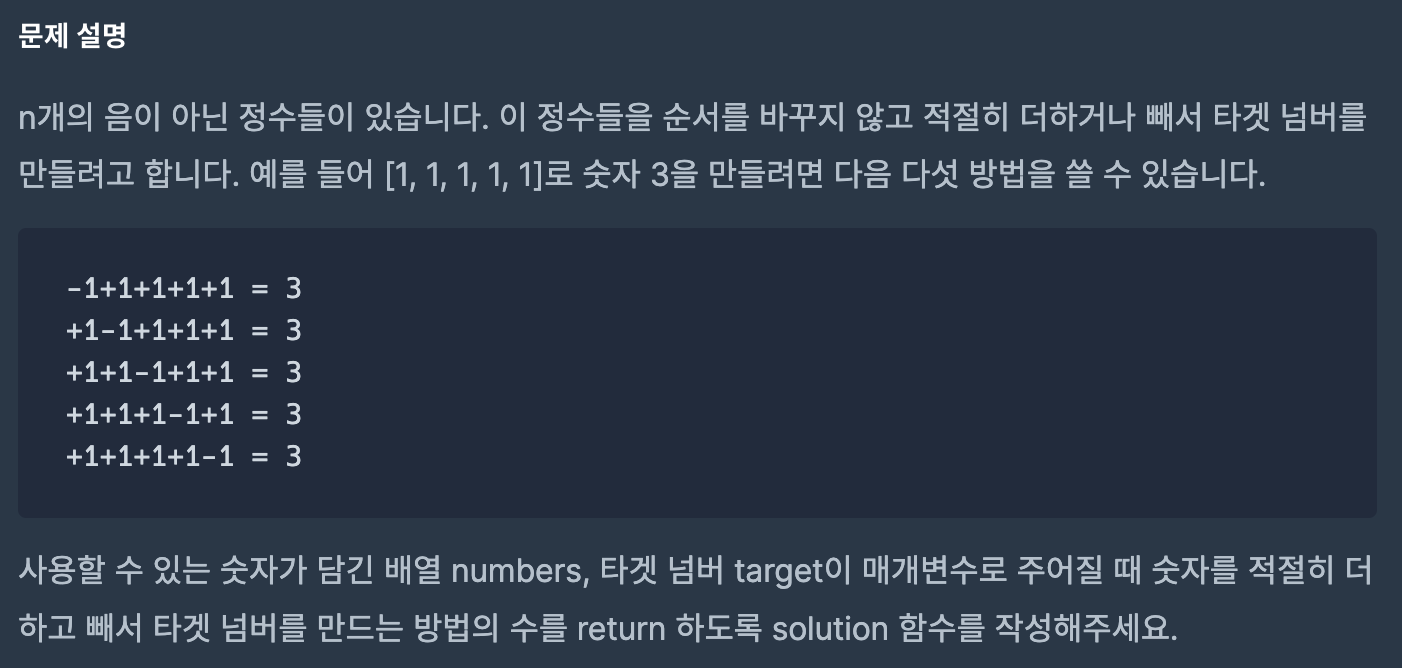 문제 설명
n개의 음이 아닌 정수들이 있습니다. 이 정수들을 순서를 바꾸지 않고 적절히 더하거나 빼서 타겟 넘버를
만들려고 합니다. 예를 들어 [1, 1, 1, 1, 1]로 숫자 3을 만들려면 다음 다섯 방법을 쓸 수 있습니다.
-1+1+1+1+1 = 3
+1-1+1+1+1 = 3
+1+1-1+1+1 = 3
+1+1+1-1+1 = 3
+1+1+1+1-1 = 3
사용할 수 있는 숫자가 담긴 배열 numbers, 타겟 넘버 target이 매개변수로 주어질 때 숫자를 적절히 더
하고 빼서 타겟 넘버를 만드는 방법의 수를 return 하도록 solution 함수를 작성해주세요.